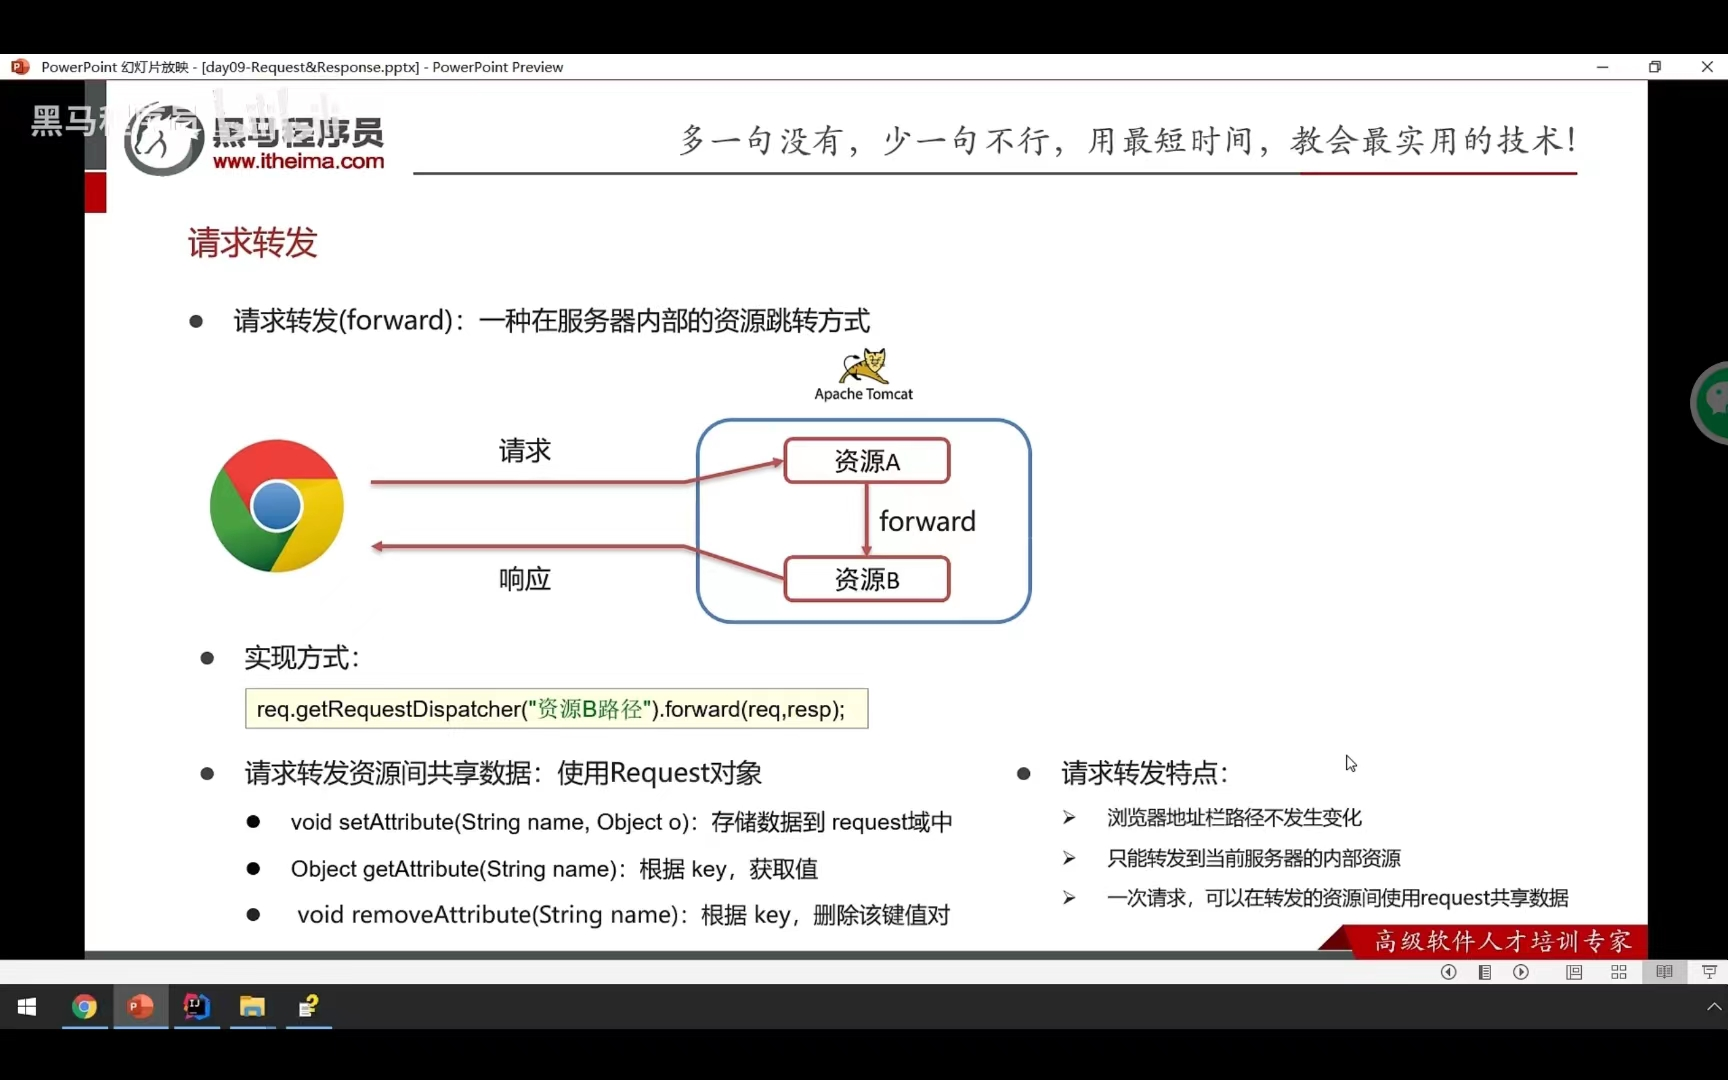 PowerPoint 幻灯片放映 - [day09-Request&Response.pptx] - PowerPoint Preview
黑马程序员
www.itheima.com
多一句没有，少一句不行，用最短时间，教会最实用的技术！
请求转发
请求转发(forward)：一种在服务器内部的资源跳转方式
Apache Tomcat
请求
资源A
forward
响应
资源B
实现方式：
req.getRequestDispatcher("资源B路径").forward(req,resp);
请求转发资源间共享数据：使用Request对象
void setAttribute(String name, Object o)：存储数据到 request域中
Object getAttribute(String name)：根据 key，获取值
void removeAttribute(String name)：根据 key，删除该键值对
请求转发特点：
浏览器地址栏路径不发生变化
只能转发到当前服务器的内部资源
一次请求，可以在转发的资源间使用request共享数据
高级软件人才培训专家